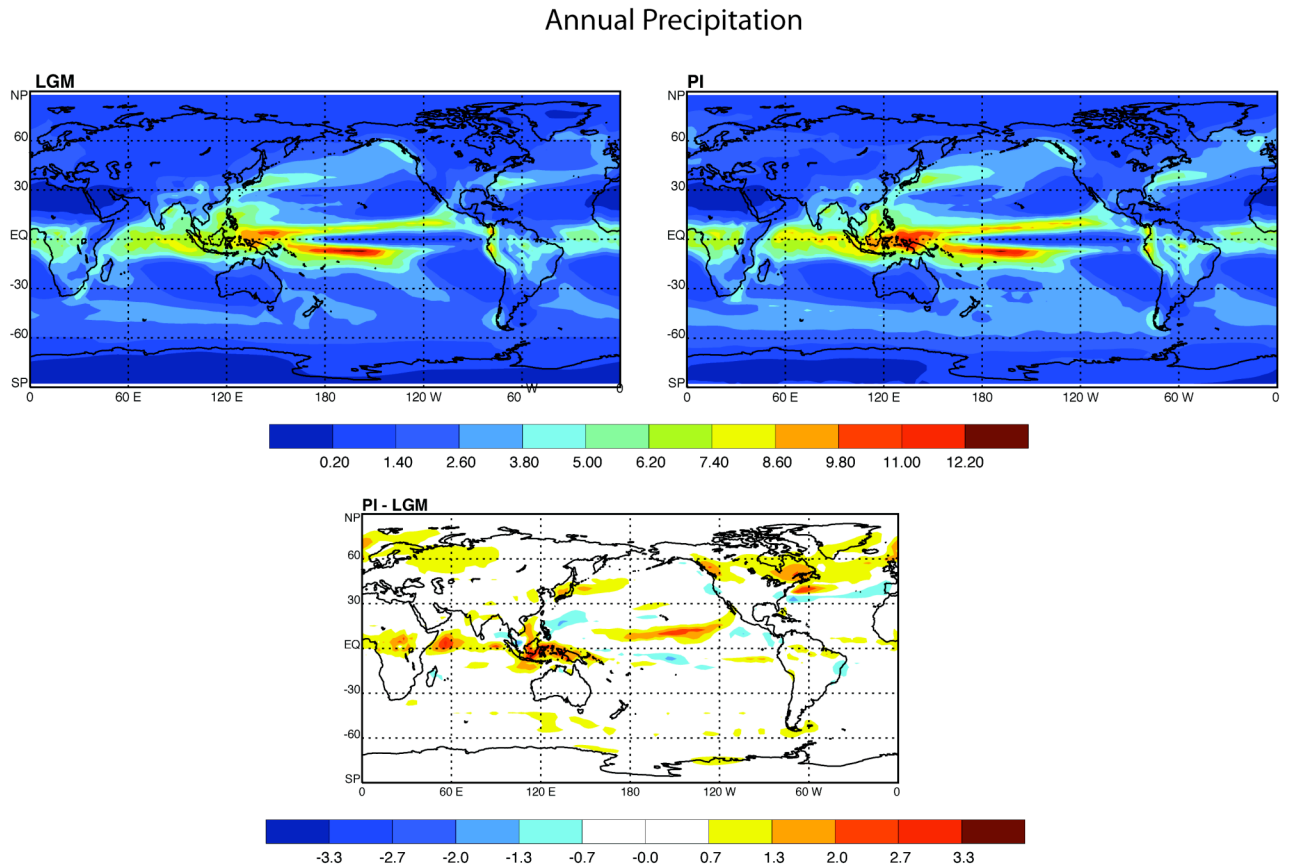 Annual Precipitation
LGM
NP
60
30
EQ
-30
-60
SP
0 60 E 120 E 180 120 W 60 W 0
PI
NP
60
30
EQ
-30
-60
SP
0 60 E 120 E 180 120 W 60 W 0
0.20 1.40 2.60 3.80 5.00 6.20 7.40 8.60 9.80 11.00 12.20
PI - LGM
NP
60
30
EQ
-30
-60
SP
0 60 E 120 E 180 120 W 60 W 0
-3.3 -2.7 -2.0 -1.3 -0.7 -0.0 0.7 1.3 2.0 2.7 3.3